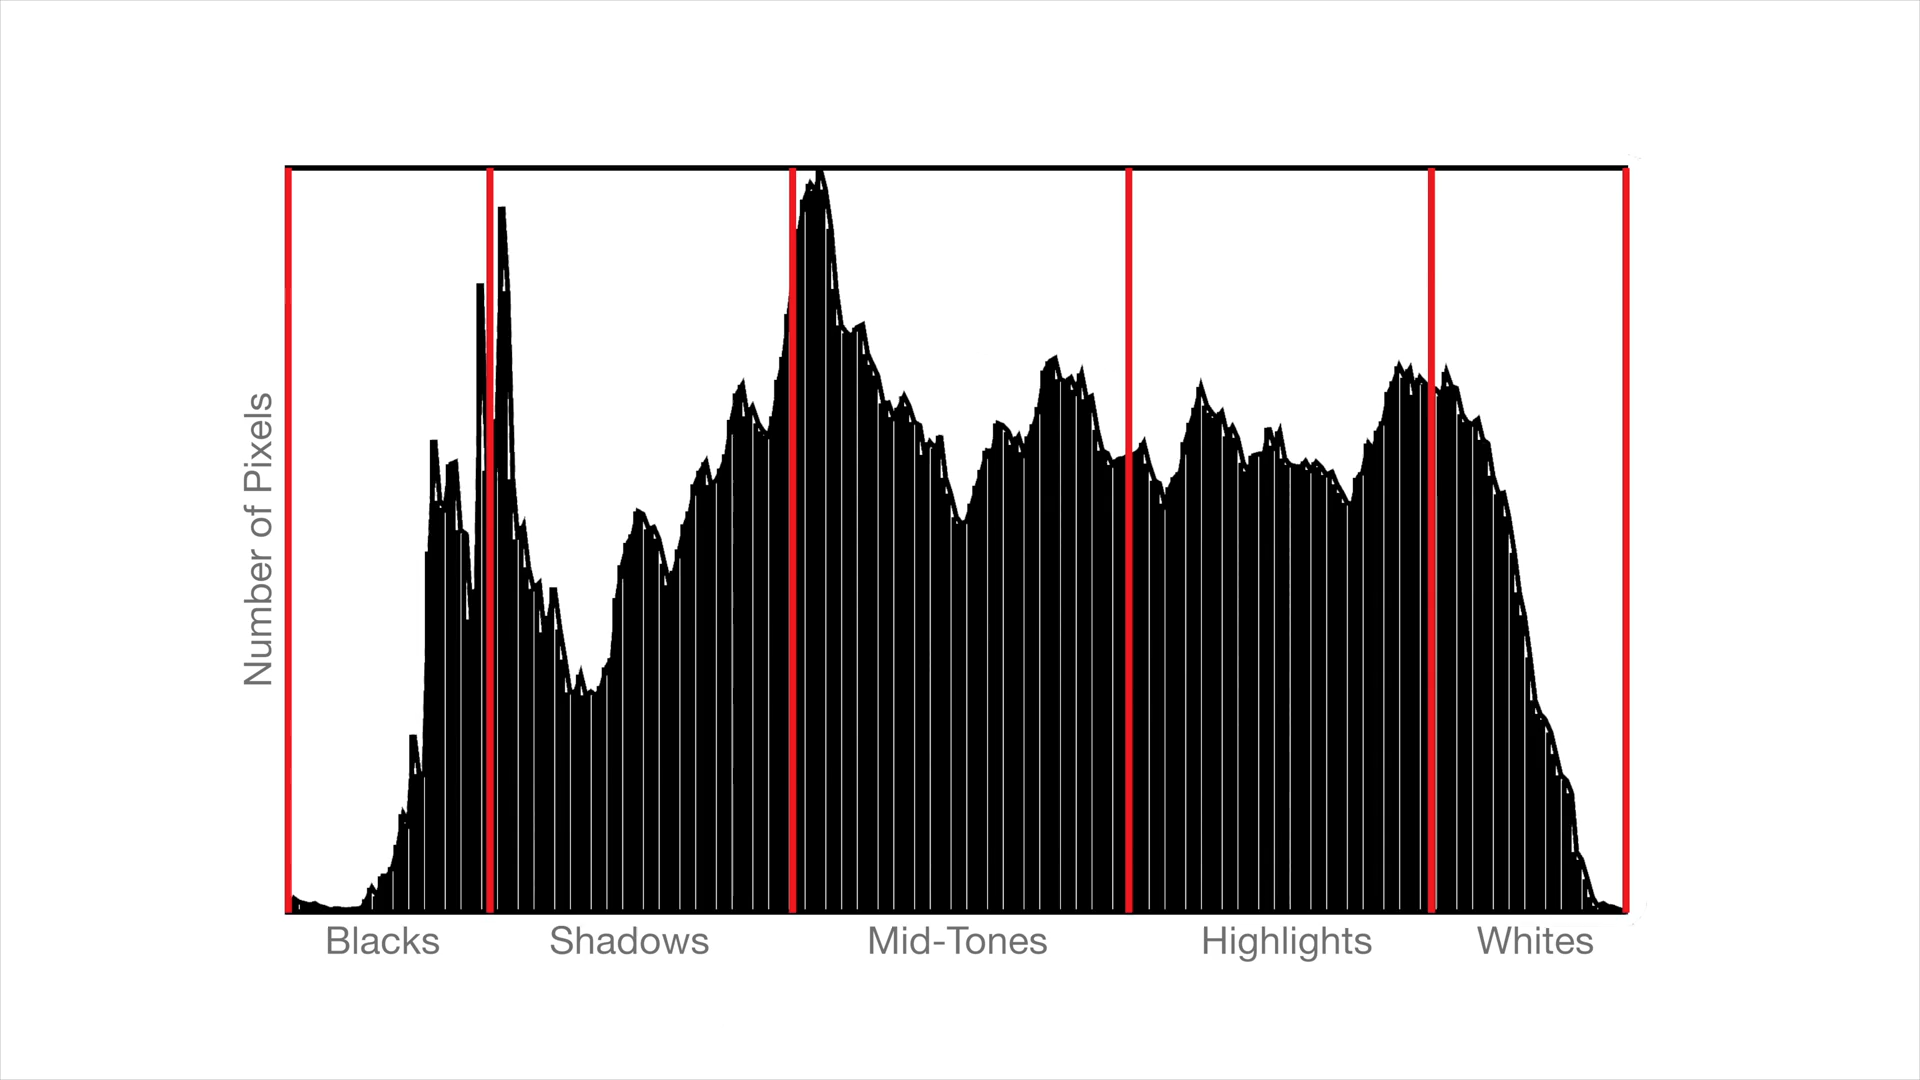 Number of Pixels
Blacks
Shadows
Mid-Tones
Highlights
Whites